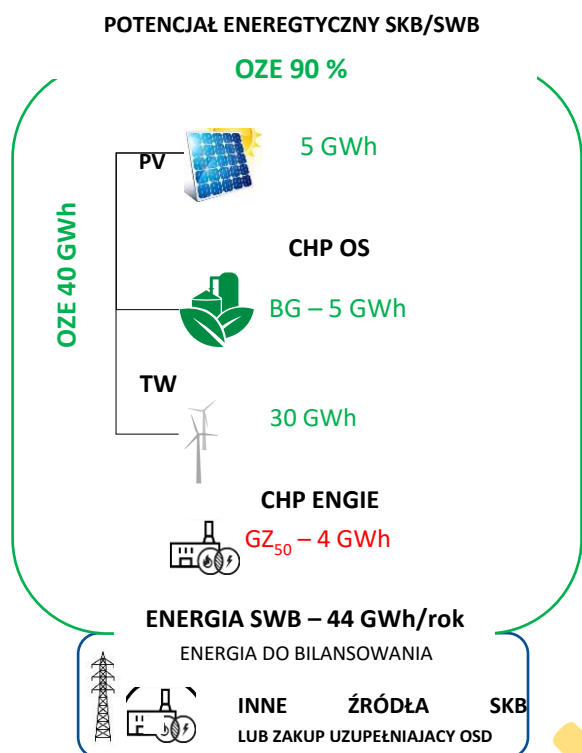 POTENCJAŁ ENEREGTYCZNY SKB/SWB
OZE 90 %
OZE 40 GWh
PV
5 GWh
CHP OS
BG – 5 GWh
TW
30 GWh
CHP ENGIE
GZ50 – 4 GWh
ENERGIA SWB – 44 GWh/rok
ENERGIA DO BILANSOWANIA
INNE ŹRÓDŁA SKB
LUB ZAKUP UZUPEŁNIAJACY OSD